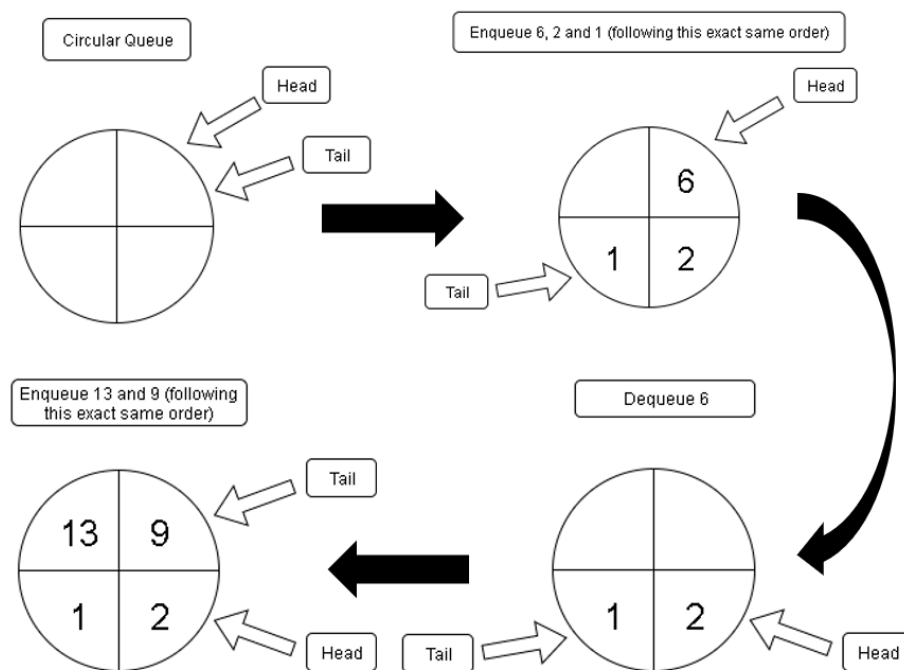 Circular Queue
Head
Tail
Enqueue 6, 2 and 1 (following this exact same order)
Head
6
1 2
Tail
Dequeue 6
1 2
Tail
Head
Enqueue 13 and 9 (following
this exact same order)
Tail
13 9
1 2
Head